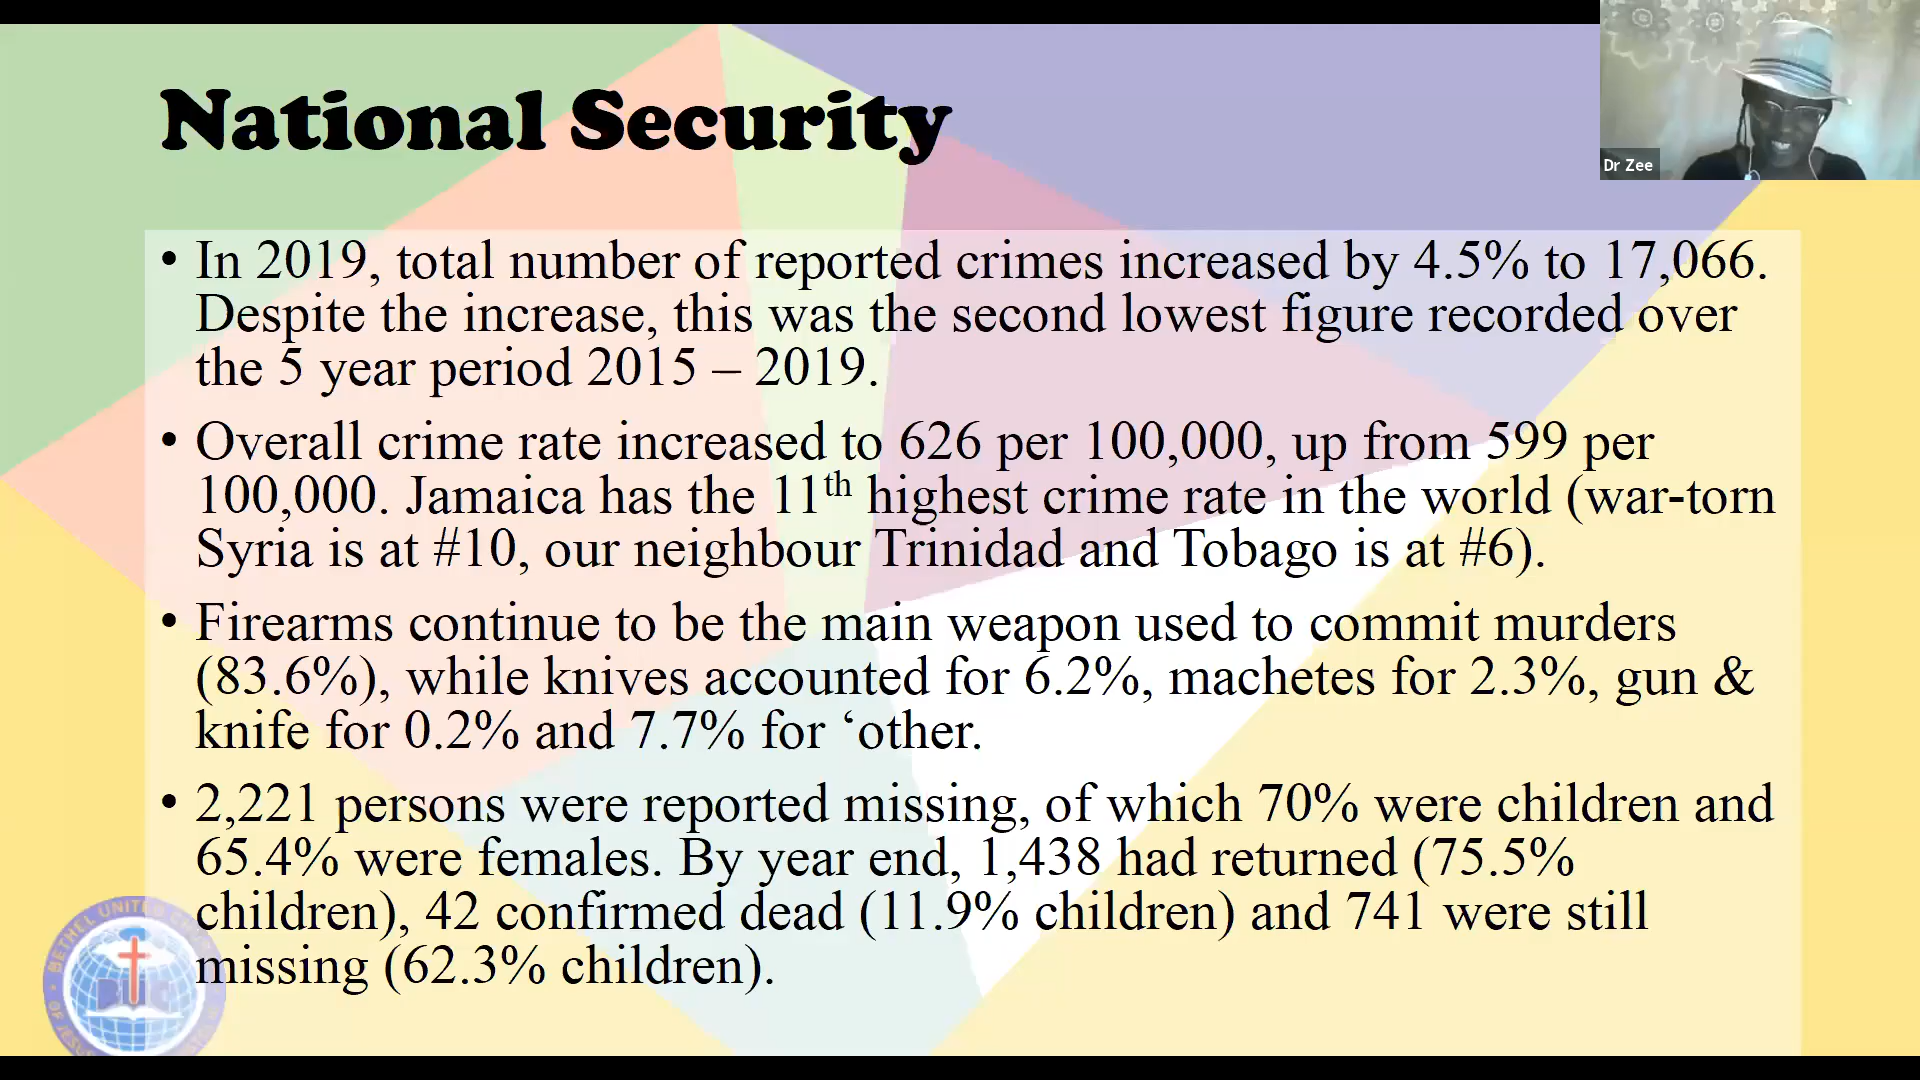 National Security
Dr Zee
• In 2019, total number of reported crimes increased by 4.5% to 17,066.
Despite the increase, this was the second lowest figure recorded over
the 5 year period 2015 – 2019.
• Overall crime rate increased to 626 per 100,000, up from 599 per
100,000. Jamaica has the 11th highest crime rate in the world (war-torn
Syria is at #10, our neighbour Trinidad and Tobago is at #6).
• Firearms continue to be the main weapon used to commit murders
(83.6%), while knives accounted for 6.2%, machetes for 2.3%, gun &
knife for 0.2% and 7.7% for ‘other.
• 2,221 persons were reported missing, of which 70% were children and
65.4% were females. By year end, 1,438 had returned (75.5%
children), 42 confirmed dead (11.9% children) and 741 were still
missing (62.3% children).
BETHEL UNITED